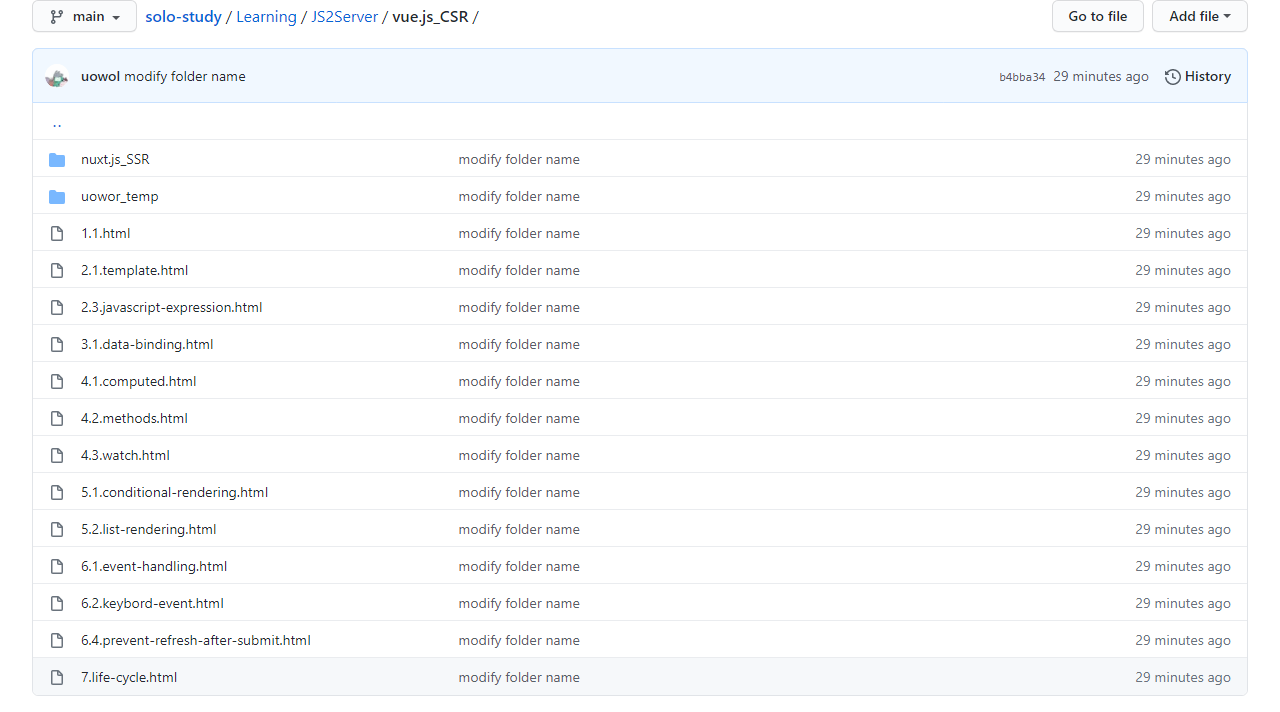 main solo-study / Learning / JS2Server / vue.js_CSR / Go to file Add file
uowol modify folder name b4bba34 29 minutes ago History
..
nuxt.js_SSR modify folder name 29 minutes ago
uowor_temp modify folder name 29 minutes ago
1.1.html modify folder name 29 minutes ago
2.1.template.html modify folder name 29 minutes ago
2.3.javascript-expression.html modify folder name 29 minutes ago
3.1.data-binding.html modify folder name 29 minutes ago
4.1.computed.html modify folder name 29 minutes ago
4.2.methods.html modify folder name 29 minutes ago
4.3.watch.html modify folder name 29 minutes ago
5.1.conditional-rendering.html modify folder name 29 minutes ago
5.2.list-rendering.html modify folder name 29 minutes ago
6.1.event-handling.html modify folder name 29 minutes ago
6.2.keybord-event.html modify folder name 29 minutes ago
6.4.prevent-refresh-after-submit.html modify folder name 29 minutes ago
7.life-cycle.html modify folder name 29 minutes ago